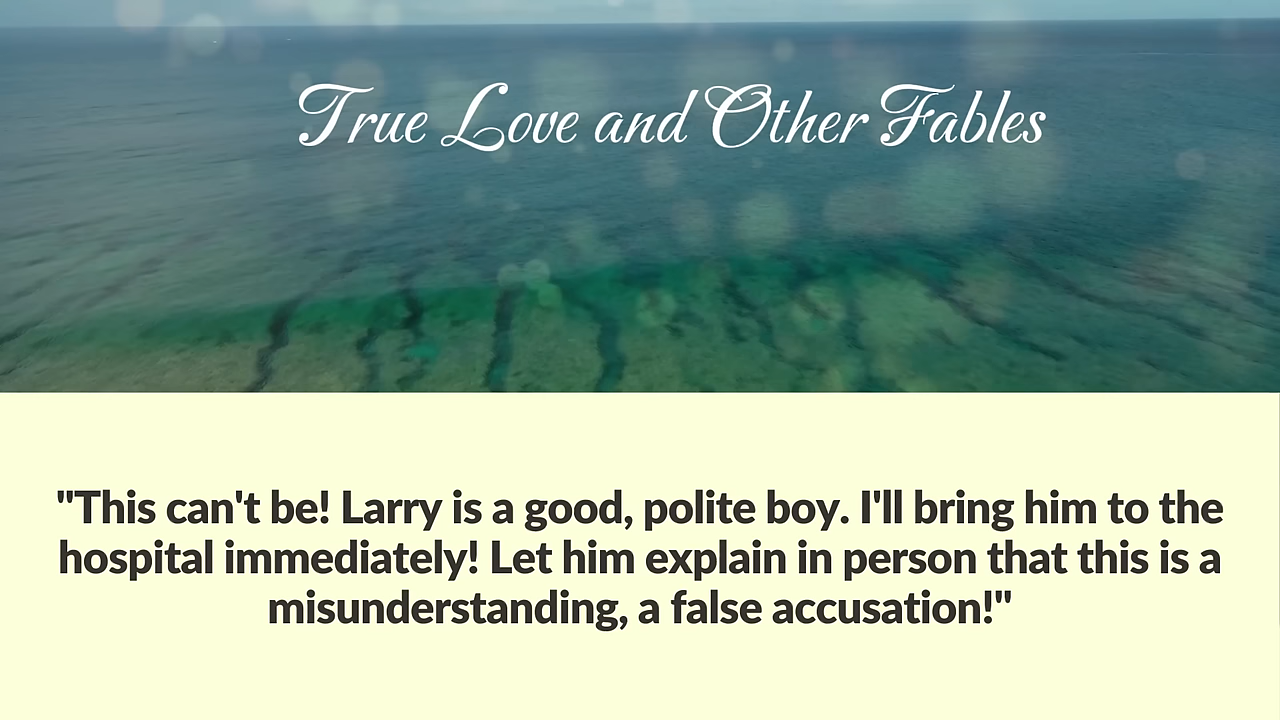 True Love and Other Fables
"This can't be! Larry is a good, polite boy. I'll bring him to the
hospital immediately! Let him explain in person that this is a
misunderstanding, a false accusation!"